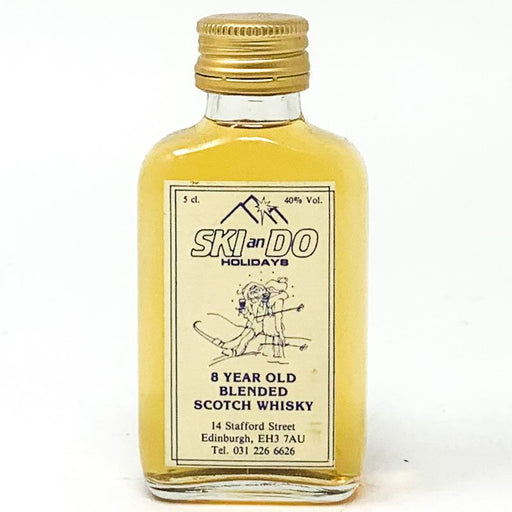 5 cl. 40% Vol.
SKI an DO
HOLIDAYS
8 YEAR OLD
BLENDED
SCOTCH WHISKY
14 Stafford Street
Edinburgh, EH3 7AU
Tel. 031 226 6626